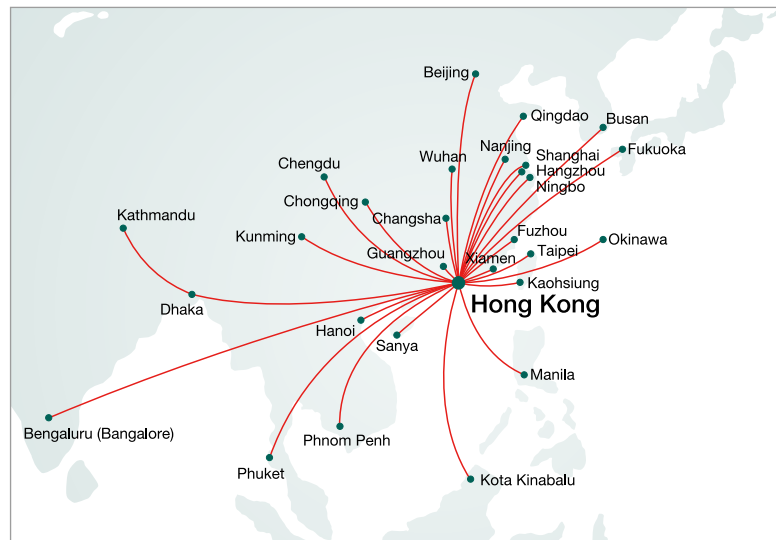 Beijing
Qingdao
Busan
Nanjing
Shanghai
Fukuoka
Wuhan
Hangzhou
Chengdu
Ningbo
Chongqing
Kathmandu
Changsha
Kunming
Fuzhou
Okinawa
Guangzhou
Xiamen
Taipei
Dhaka
Kaohsiung
Hong Kong
Hanoi
Sanya
Manila
Bengaluru (Bangalore)
Phnom Penh
Phuket
Kota Kinabalu